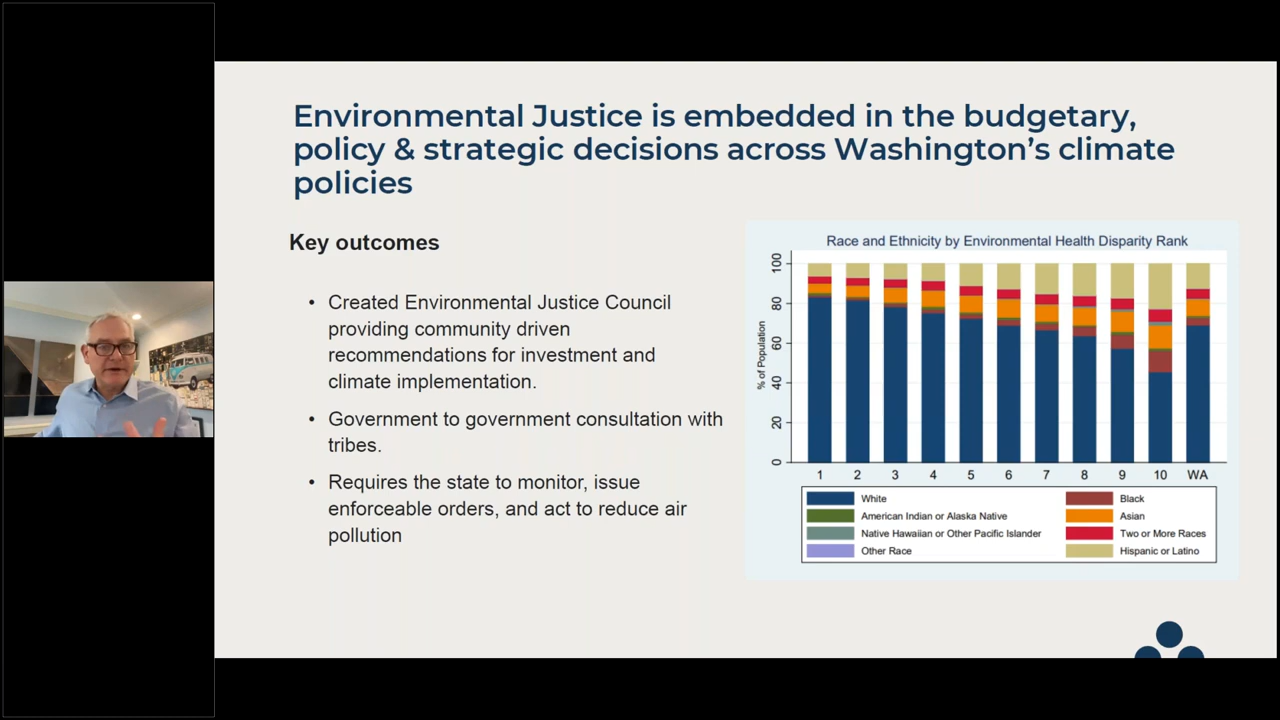 Environmental Justice is embedded in the budgetary,
policy & strategic decisions across Washington's climate
policies
Key outcomes
• Created Environmental Justice Council
providing community driven
recommendations for investment and
climate implementation.
• Government to government consultation with
tribes.
• Requires the state to monitor, issue
enforceable orders, and act to reduce air
pollution
Race and Ethnicity by Environmental Health Disparity Rank
% of Population
100
80
60
40
20
0
1 2 3 4 5 6 7 8 9 10 WA
White
Black
American Indian or Alaska Native
Asian
Native Hawaiian or Other Pacific Islander
Two or More Races
Other Race
Hispanic or Latino